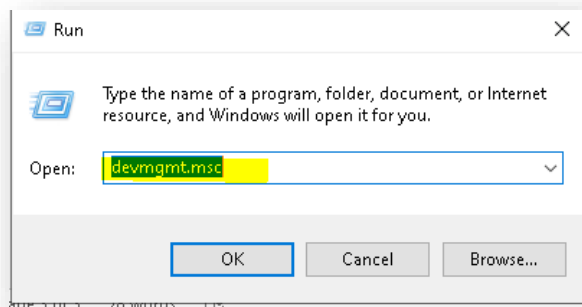 Run
Type the name of a program, folder, document, or Internet
resource, and Windows will open it for you.
Open:
devmgmt.msc
OK
Cancel
Browse...